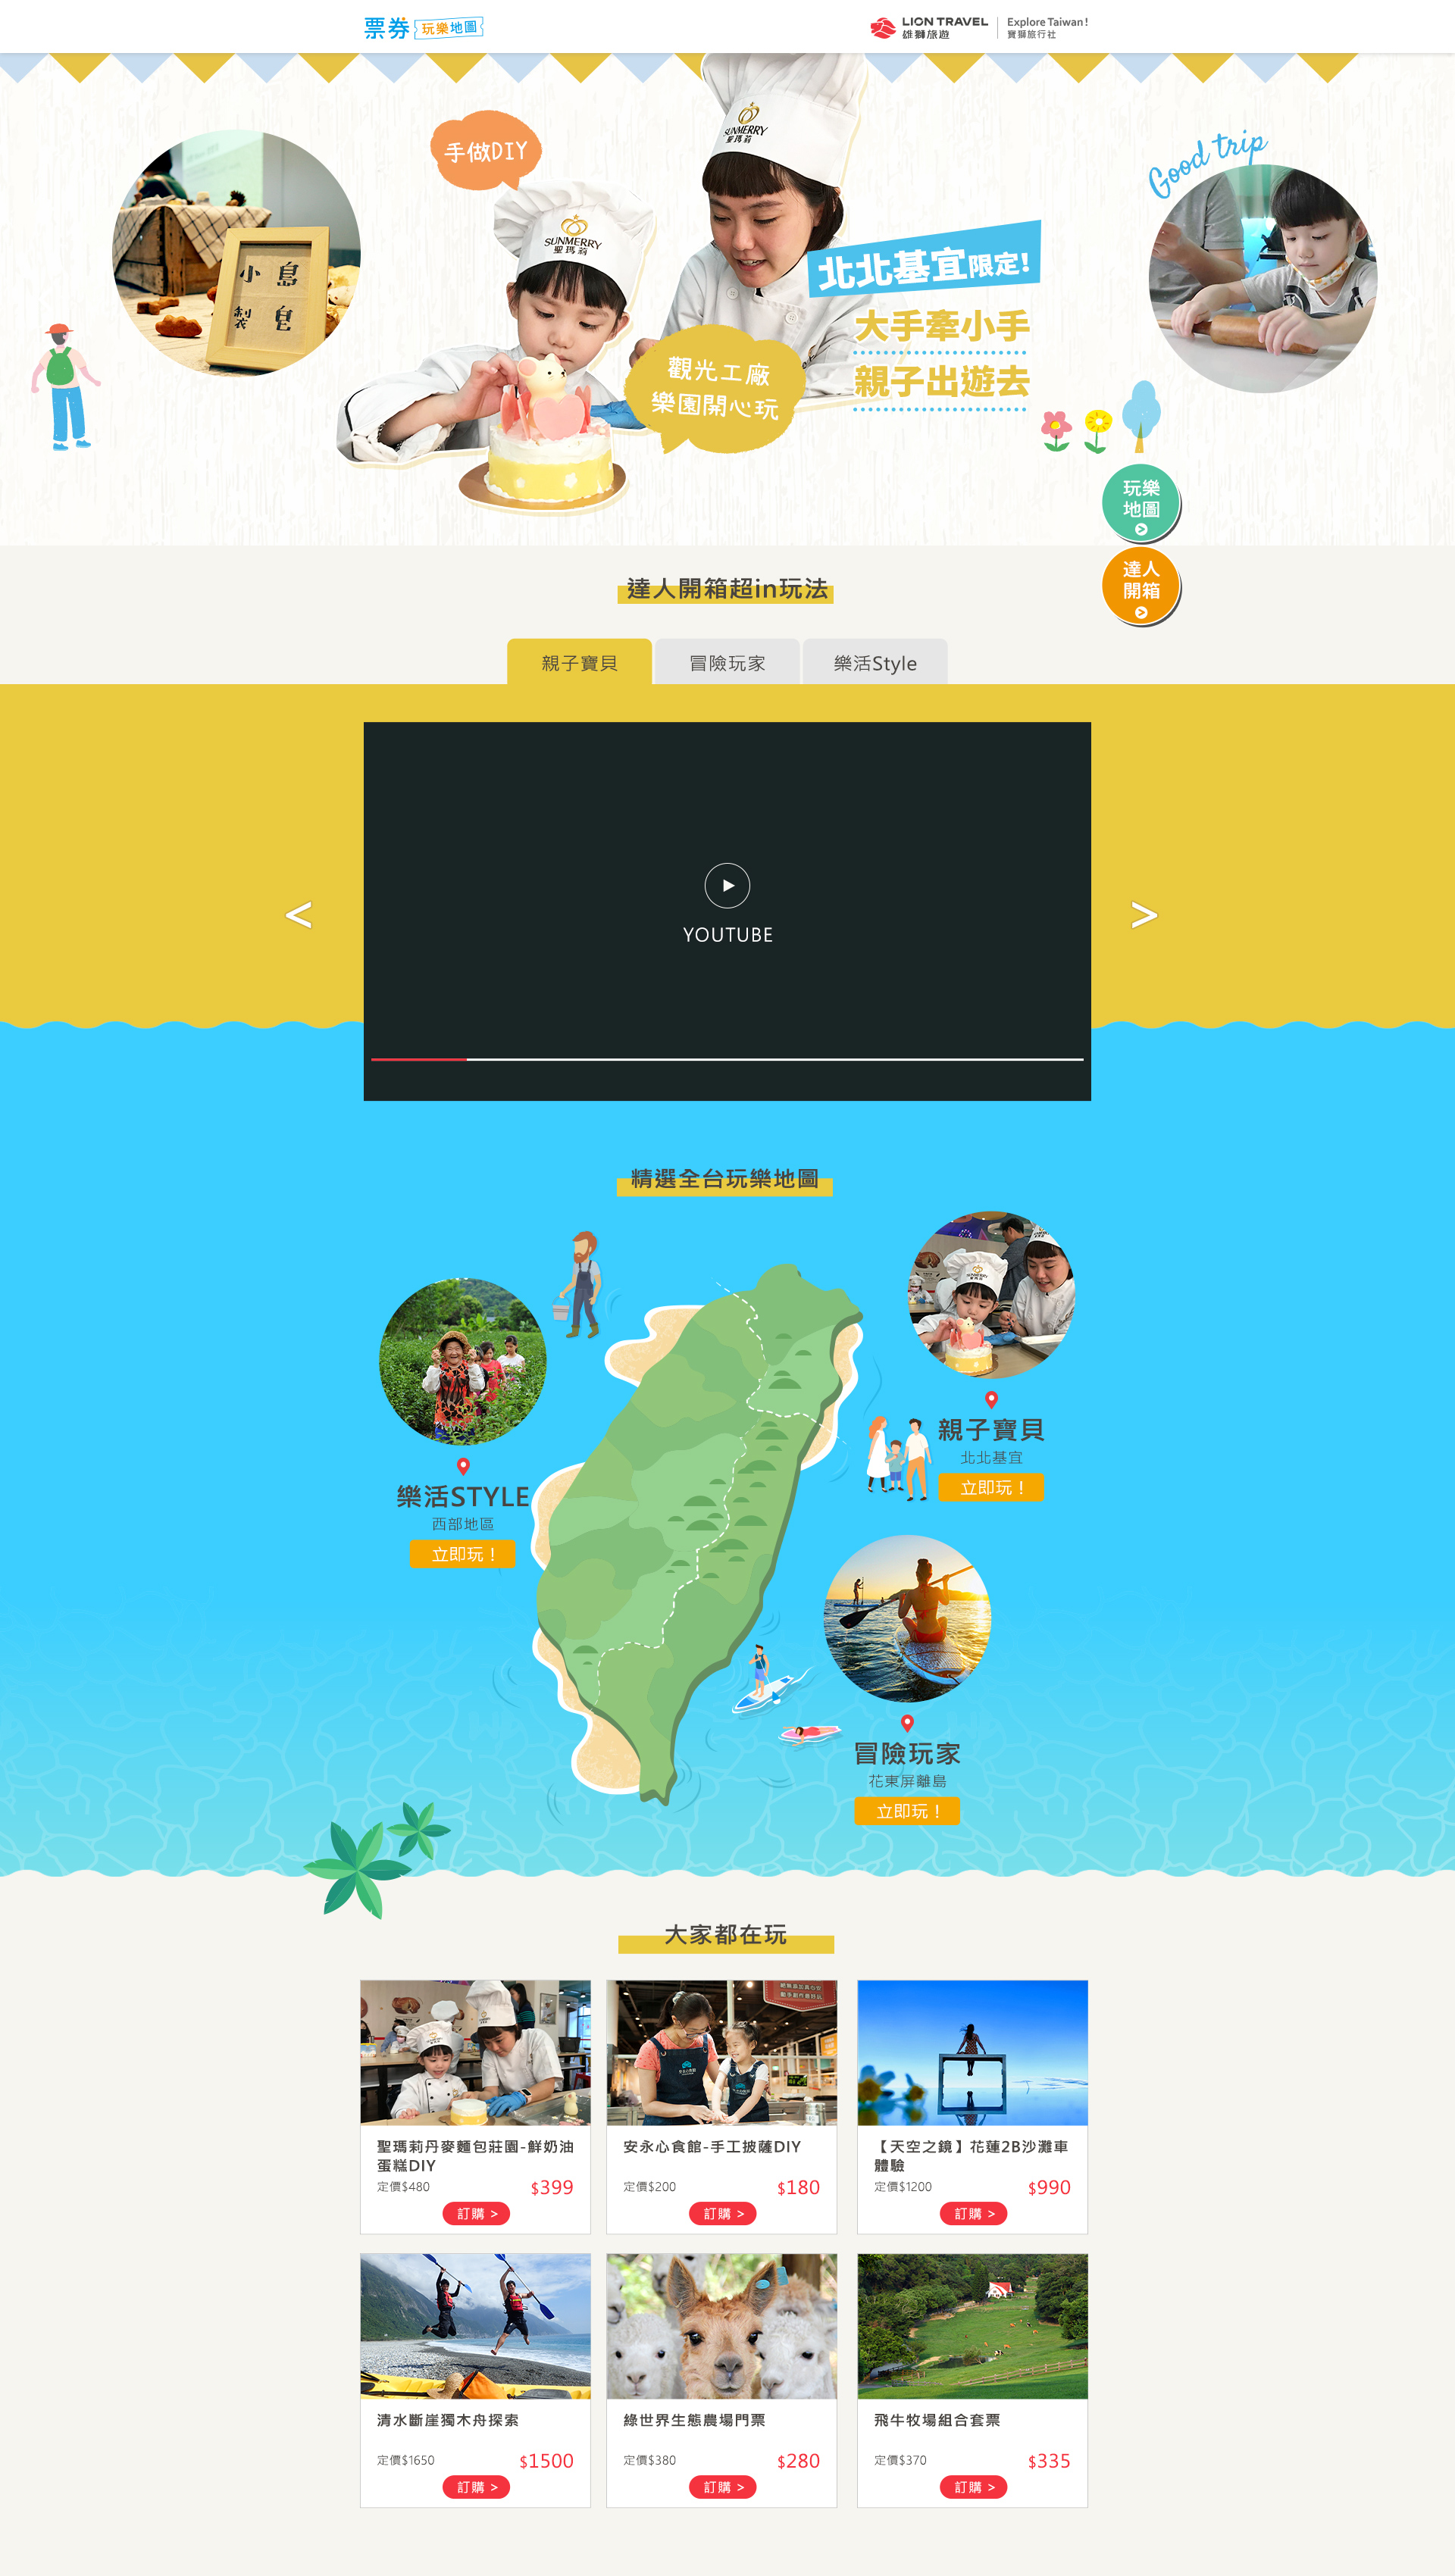 票券 玩樂地圖
LION TRAVEL
雄獅旅遊
Explore Taiwan!
寶獅旅行社
手做DIY
SUNMERRY
聖瑪莉
SUNMERRY
聖瑪莉
Good trip
小島
製皂
北北基宜限定!
大手牽小手
親子出遊去
觀光工廠
樂園開心玩
玩樂
地圖
達人
開箱
達人開箱超in玩法
親子寶貝
冒險玩家
樂活Style
<
>
YOUTUBE
精選全台玩樂地圖
SUNMERRY
親子寶貝
北北基宜
立即玩！
樂活STYLE
西部地區
立即玩！
冒險玩家
花東屏離島
立即玩！
大家都在玩
聖瑪莉丹麥麵包莊園-鮮奶油
蛋糕DIY
定價$480
$399
訂購 >
安永心食館-手工披薩DIY
定價$200
$180
訂購 >
【天空之鏡】花蓮2B沙灘車
體驗
定價$1200
$990
訂購 >
清水斷崖獨木舟探索
定價$1650
$1500
訂購 >
綠世界生態農場門票
定價$380
$280
訂購 >
飛牛牧場組合套票
定價$370
$335
訂購 >